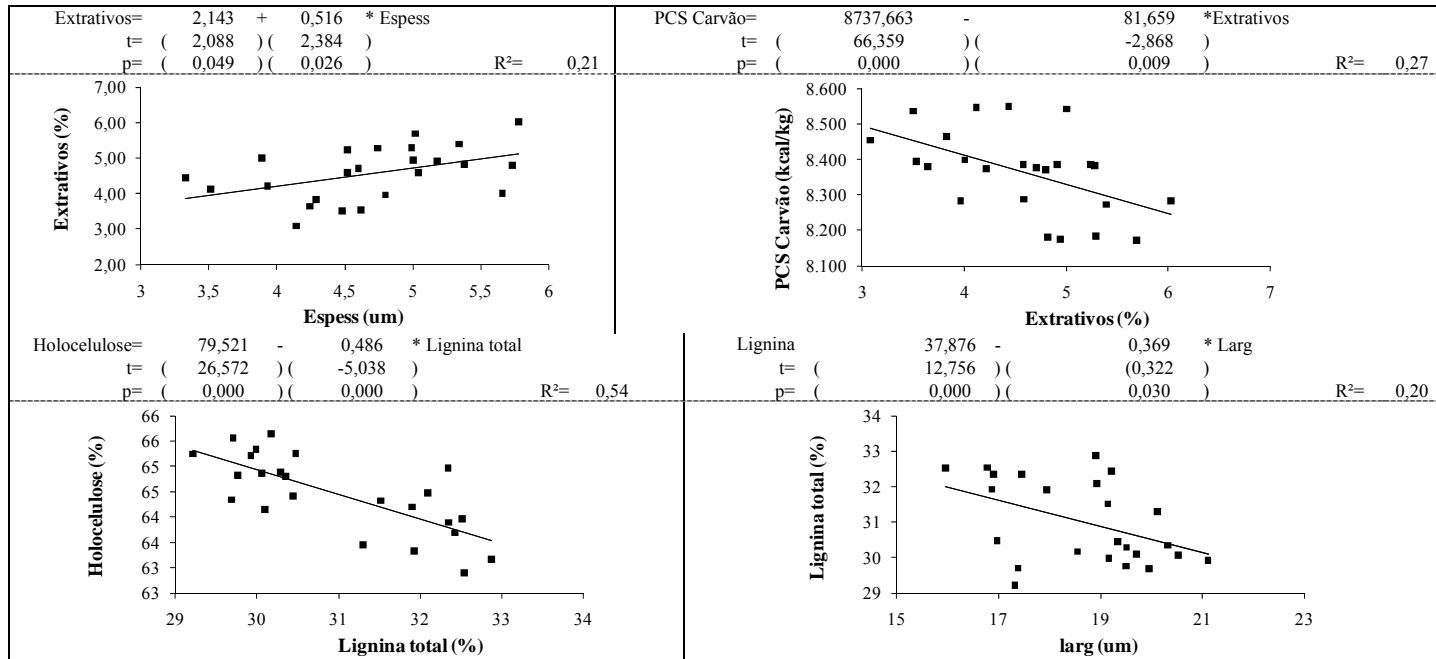 Extrativos= 2,143 + 0,516 * Espess
t= ( 2,088 ) ( 2,384 )
p= ( 0,049 ) ( 0,026 ) R²= 0,21
7,00
6,00
5,00
4,00
3,00
2,00
Extrativos (%)
3 3,5 4 4,5 5 5,5 6
Espess (um)
PCS Carvão= 8737,663 - 81,659 *Extrativos
t= ( 66,359 ) ( -2,868 )
p= ( 0,000 ) ( 0,009 ) R²= 0,27
8.600
8.500
8.400
8.300
8.200
8.100
PCS Carvão (kcal/kg)
3 4 5 6 7
Extrativos (%)
Holocelulose= 79,521 - 0,486 * Lignina total
t= ( 26,572 ) ( -5,038 )
p= ( 0,000 ) ( 0,000 ) R²= 0,54
66
66
65
65
64
64
63
63
Holocelulose (%)
29 30 31 32 33 34
Lignina total (%)
Lignina 37,876 - 0,369 * Larg
t= ( 12,756 ) ( (0,322 )
p= ( 0,000 ) ( 0,030 ) R²= 0,20
34
33
32
31
30
29
Lignina total (%)
15 17 19 21 23
larg (um)